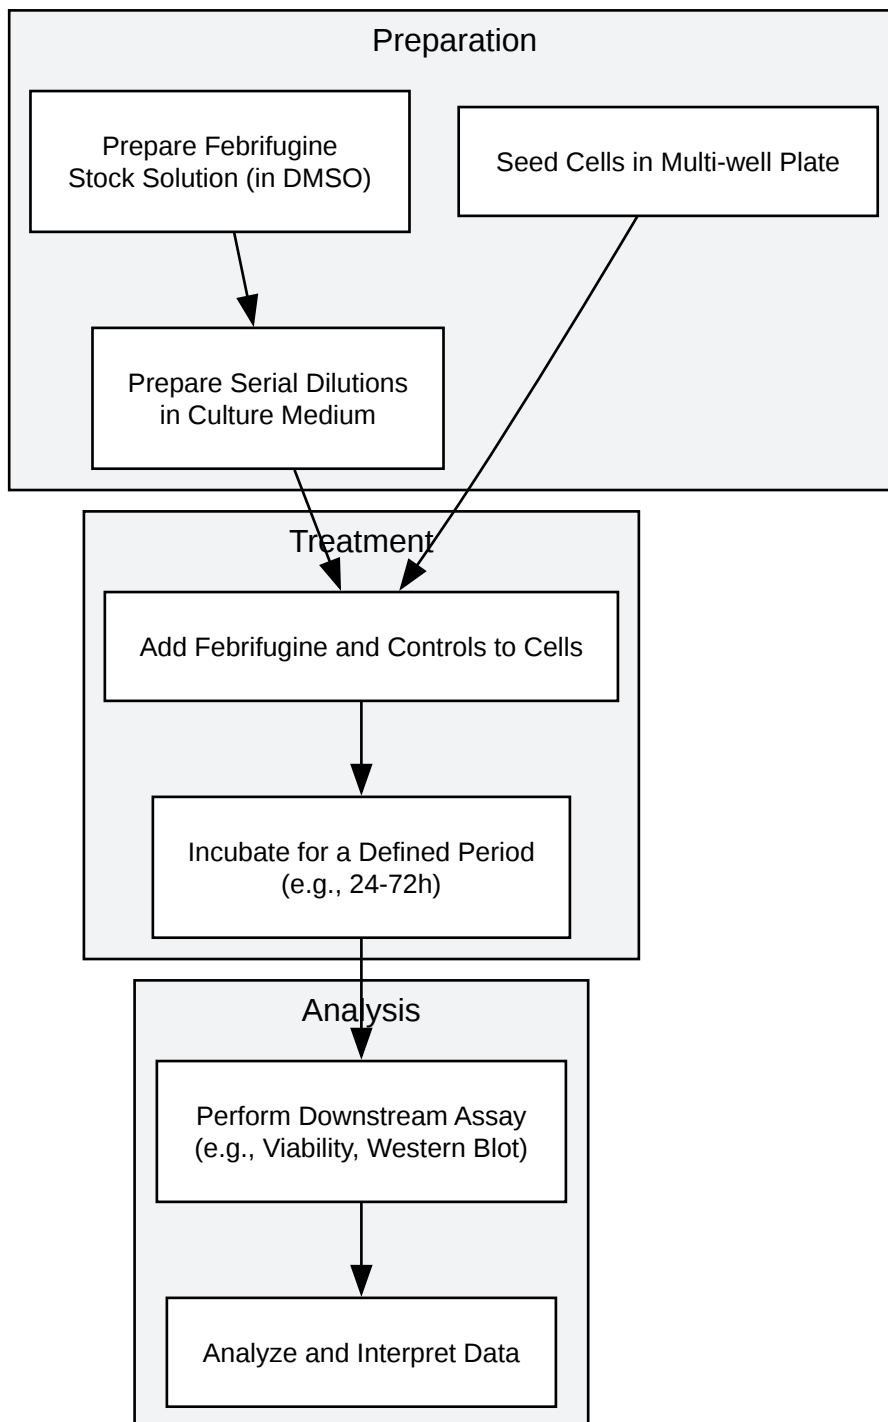 Preparation
Prepare Febrifugine
Stock Solution (in DMSO)
Seed Cells in Multi-well Plate
Prepare Serial Dilutions
in Culture Medium
Treatment
Add Febrifugine and Controls to Cells
Incubate for a Defined Period
(e.g., 24-72h)
Analysis
Perform Downstream Assay
(e.g., Viability, Western Blot)
Analyze and Interpret Data